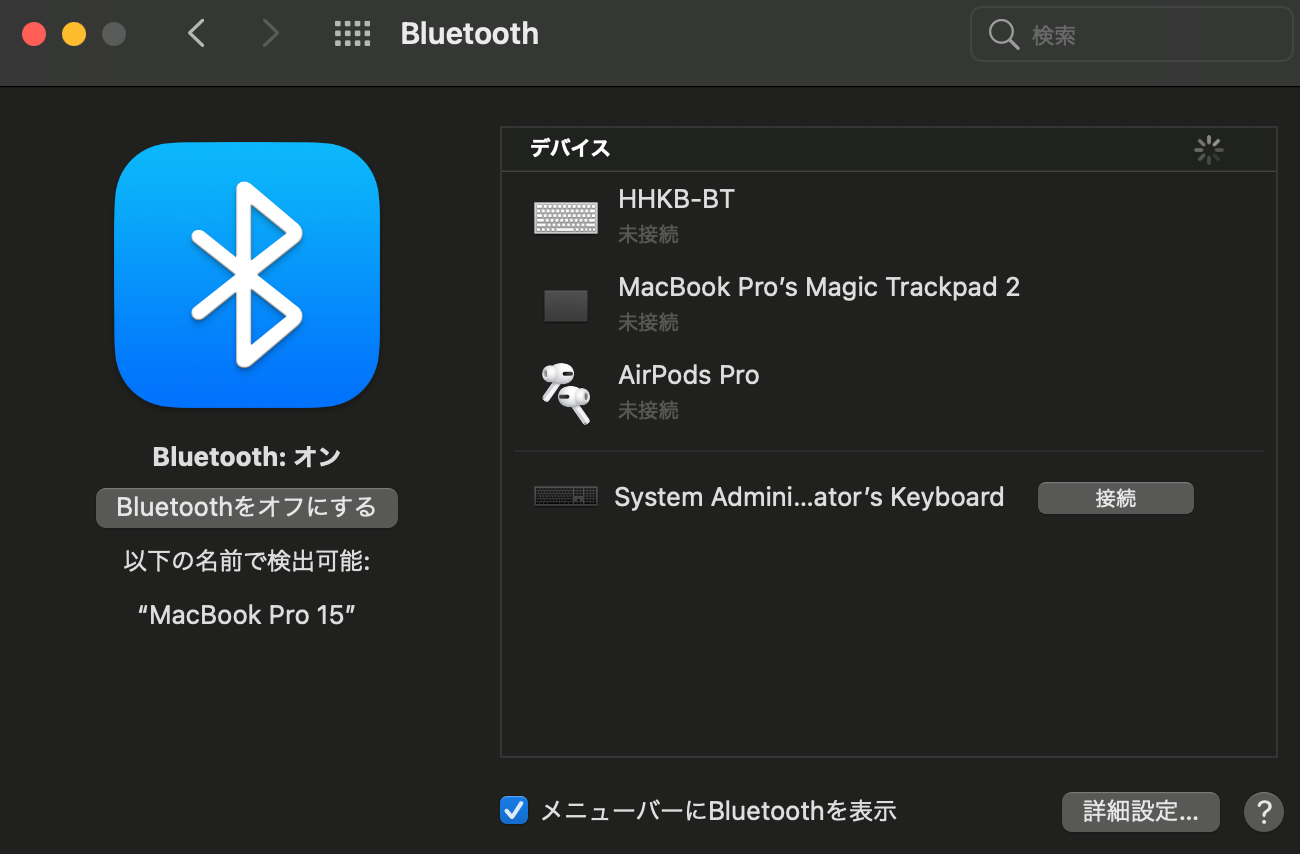 Bluetooth
検索
Bluetooth: オン
Bluetoothをオフにする
以下の名前で検出可能:
“MacBook Pro 15”
デバイス
HHKB-BT
未接続
MacBook Pro’s Magic Trackpad 2
未接続
AirPods Pro
未接続
System Admini...ator’s Keyboard
接続
メニューバーにBluetoothを表示
詳細設定...
?